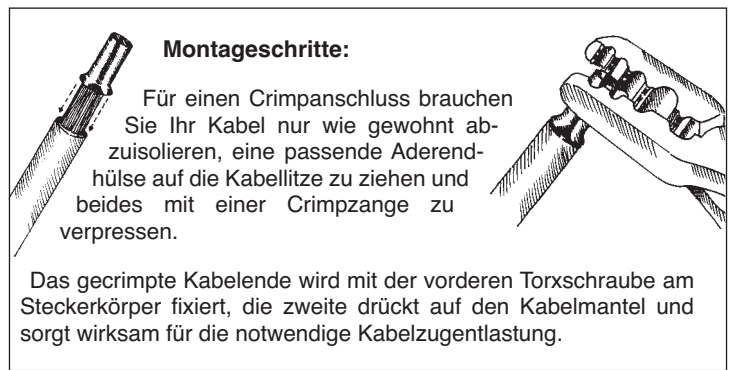 Montageschritte:
Für einen Crimpanschluss brauchen
Sie Ihr Kabel nur wie gewohnt ab-
zuisolieren, eine passende Aderend-
hülse auf die Kabellitze zu ziehen und
beides mit einer Crimpzange zu
verpressen.
Das gecrimpte Kabelende wird mit der vorderen Torxschraube am
Steckerkörper fixiert, die zweite drückt auf den Kabelmantel und
sorgt wirksam für die notwendige Kabelzugentlastung.